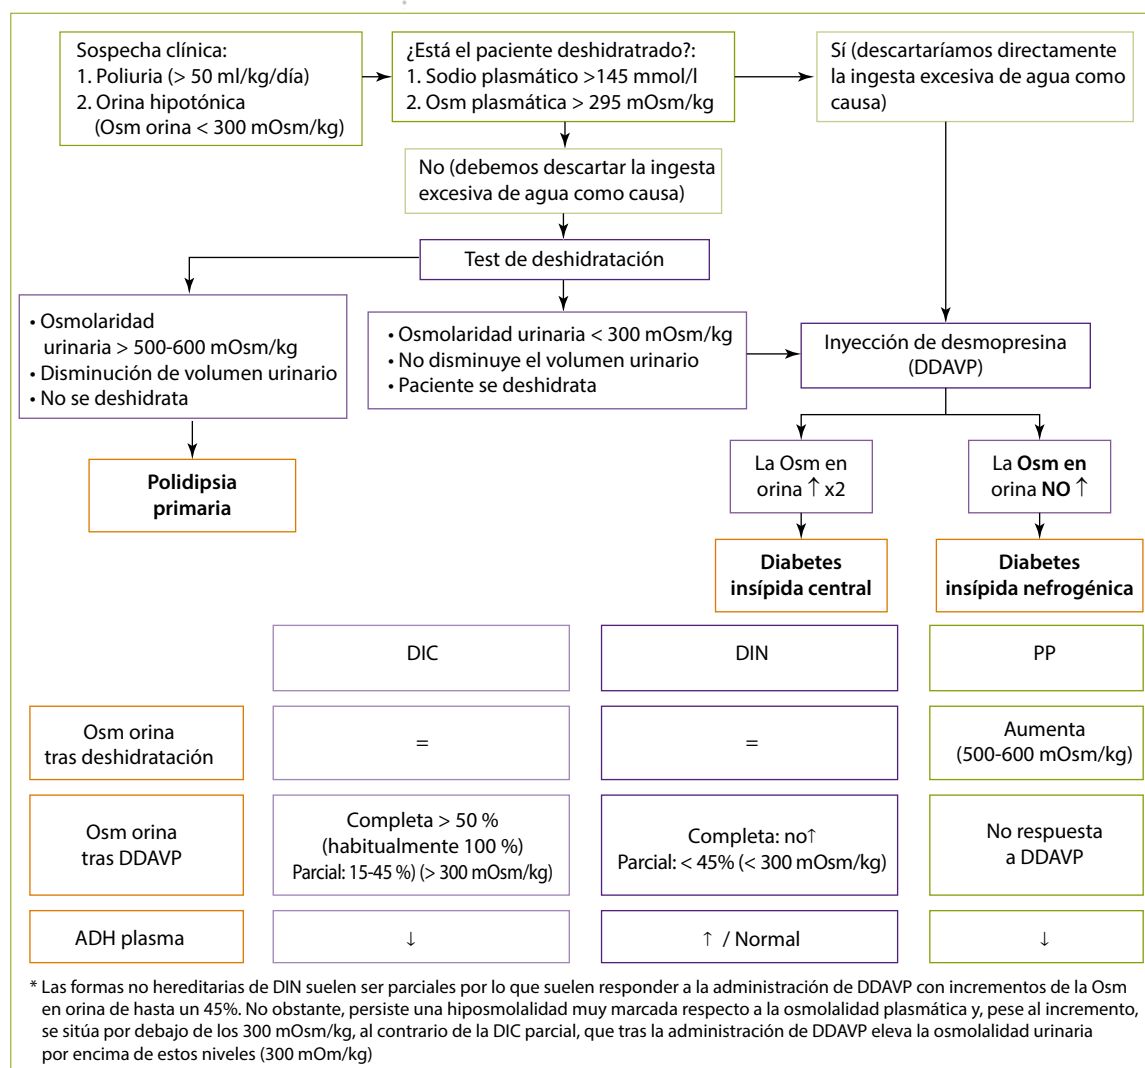 Sospecha clínica:
1. Poliuria (> 50 ml/kg/día)
2. Orina hipotónica
(Osm orina < 300 mOsm/kg)
¿Está el paciente deshidratado?:
1. Sodio plasmático >145 mmol/l
2. Osm plasmática > 295 mOsm/kg
Sí (descartaríamos directamente
la ingesta excesiva de agua como
causa)
No (debemos descartar la ingesta
excesiva de agua como causa)
Test de deshidratación
• Osmolaridad
urinaria > 500-600 mOsm/kg
• Disminución de volumen urinario
• No se deshidrata
• Osmolaridad urinaria < 300 mOsm/kg
• No disminuye el volumen urinario
• Paciente se deshidrata
Inyección de desmopresina
(DDAVP)
Polidipsia
primaria
La Osm en
orina ↑ x2
La Osm en
orina NO ↑
Diabetes
insípida central
Diabetes
insípida nefrogénica
DIC
DIN
PP
Osm orina
tras deshidratación
=
=
Aumenta
(500-600 mOsm/kg)
Osm orina
tras DDAVP
Completa > 50 %
(habitualmente 100 %)
Parcial: 15-45 %) (> 300 mOsm/kg)
Completa: no↑
Parcial: < 45% (< 300 mOsm/kg)
No respuesta
a DDAVP
ADH plasma
↓
↑ / Normal
↓
* Las formas no hereditarias de DIN suelen ser parciales por lo que suelen responder a la administración de DDAVP con incrementos de la Osm
en orina de hasta un 45%. No obstante, persiste una hiposmolalidad muy marcada respecto a la osmolalidad plasmática y, pese al incremento,
se sitúa por debajo de los 300 mOsm/kg, al contrario de la DIC parcial, que tras la administración de DDAVP eleva la osmolalidad urinaria
por encima de estos niveles (300 mOm/kg)